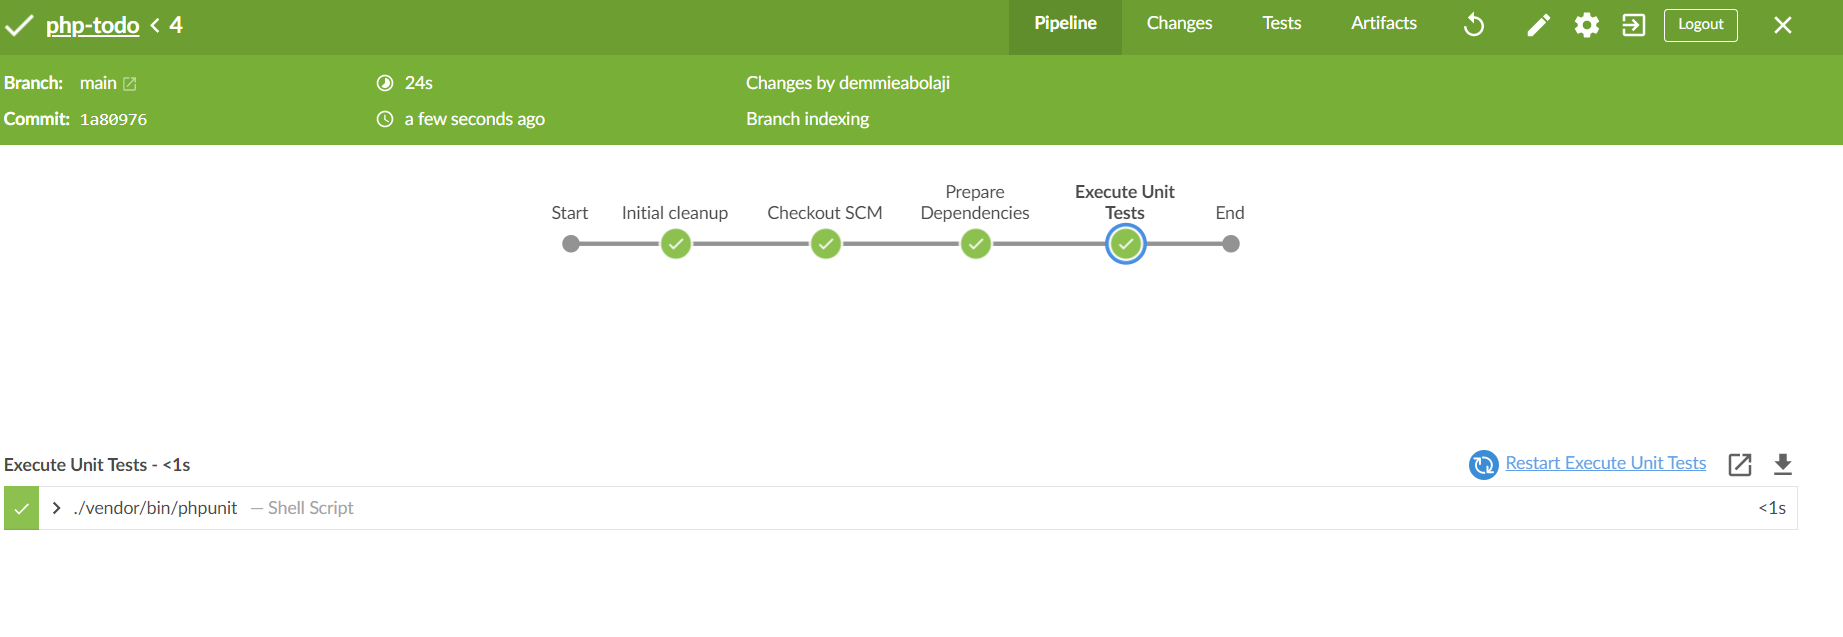 php-todo < 4
Pipeline
Changes
Tests
Artifacts
Logout
Branch: main
24s
Changes by demmieabolaji
Commit: 1a80976
a few seconds ago
Branch indexing
Start
Initial cleanup
Checkout SCM
Prepare
Dependencies
Execute Unit
Tests
End
Execute Unit Tests - <1s
Restart Execute Unit Tests
./vendor/bin/phpunit — Shell Script
<1s